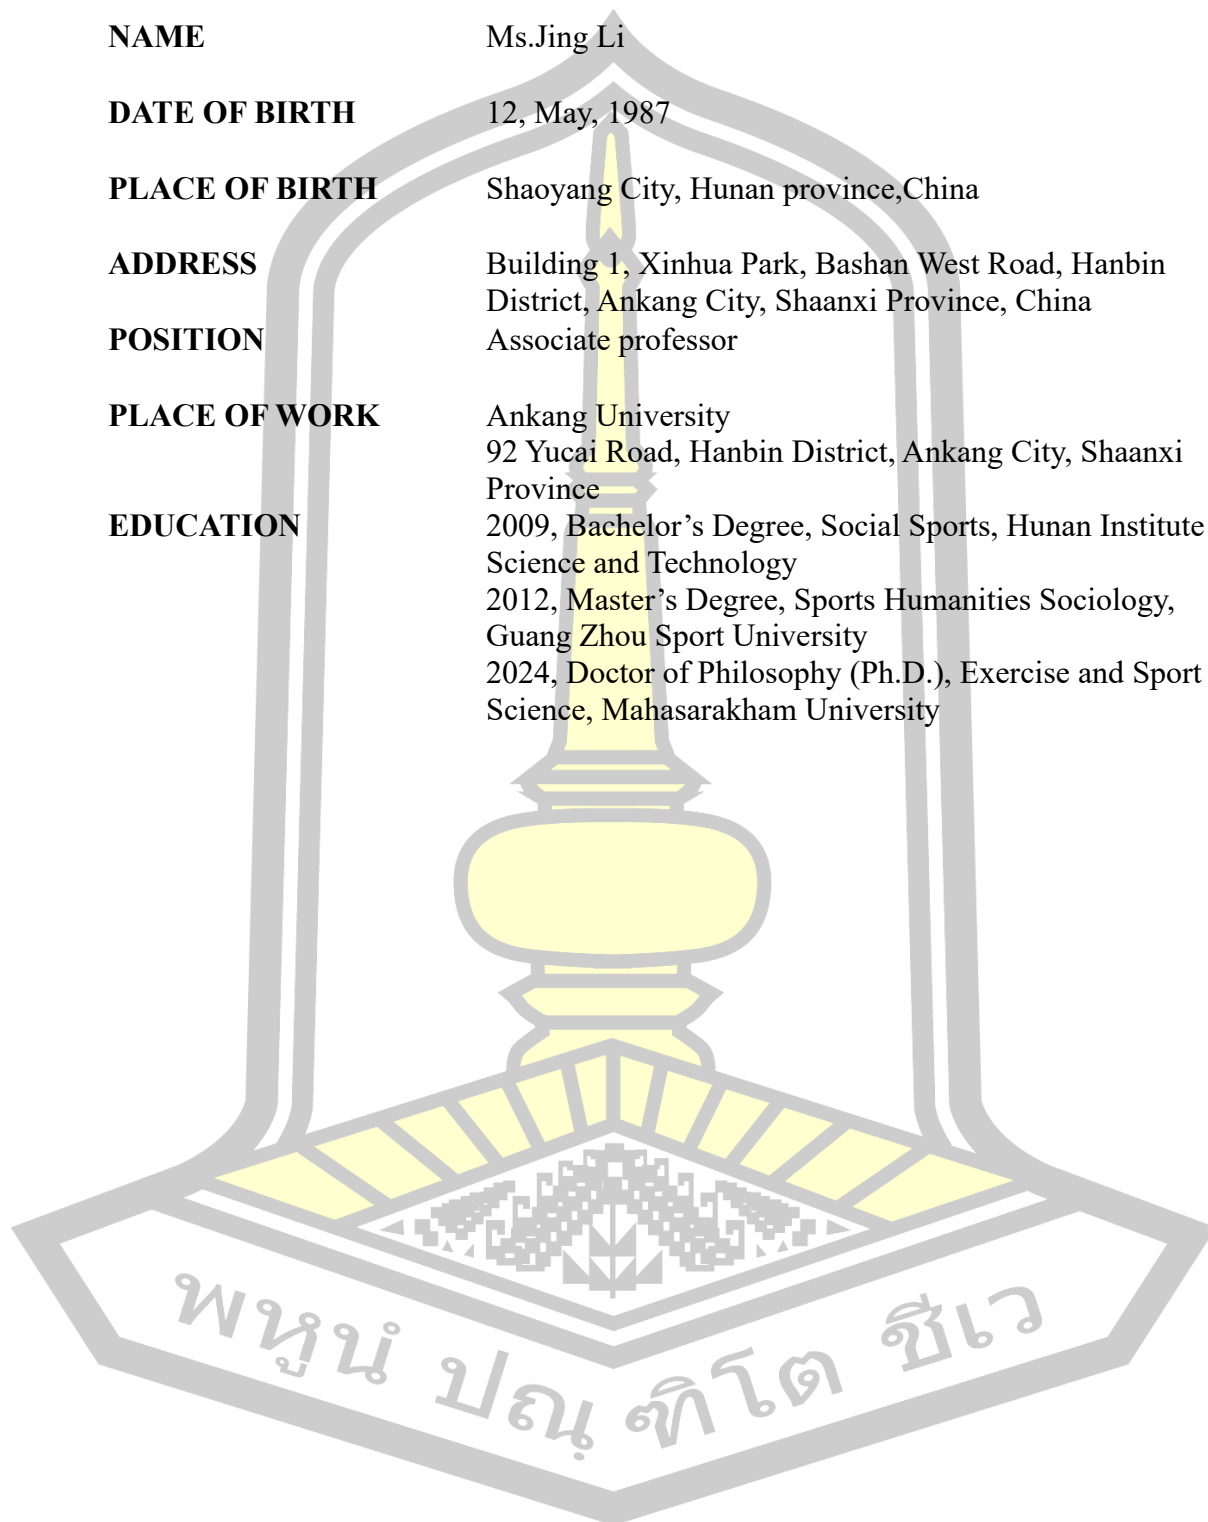 NAME Ms.Jing Li
DATE OF BIRTH 12, May, 1987
PLACE OF BIRTH Shaoyang City, Hunan province,China
ADDRESS Building 1, Xinhua Park, Bashan West Road, Hanbin
District, Ankang City, Shaanxi Province, China
POSITION Associate professor
PLACE OF WORK Ankang University
92 Yucai Road, Hanbin District, Ankang City, Shaanxi
Province
EDUCATION 2009, Bachelor’s Degree, Social Sports, Hunan Institute
Science and Technology
2012, Master’s Degree, Sports Humanities Sociology,
Guang Zhou Sport University
2024, Doctor of Philosophy (Ph.D.), Exercise and Sport
Science, Mahasarakham University
พหูนํ ปณฺฑิโต ชีเว